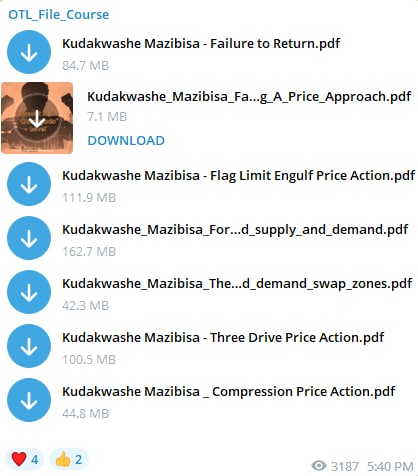 OTL_File_Course
Kudakwashe Mazibisa - Failure to Return.pdf
84.7 MB
Kudakwashe_Mazibisa_Fa...g_A_Price_Approach.pdf
7.1 MB
DOWNLOAD
Kudakwashe Mazibisa - Flag Limit Engulf Price Action.pdf
111.9 MB
Kudakwashe_Mazibisa_For...d_supply_and_demand.pdf
162.7 MB
Kudakwashe_Mazibisa_The...d_demand_swap_zones.pdf
42.3 MB
Kudakwashe Mazibisa - Three Drive Price Action.pdf
100.5 MB
Kudakwashe Mazibisa _ Compression Price Action.pdf
44.8 MB
4 2
3187 5:40 PM